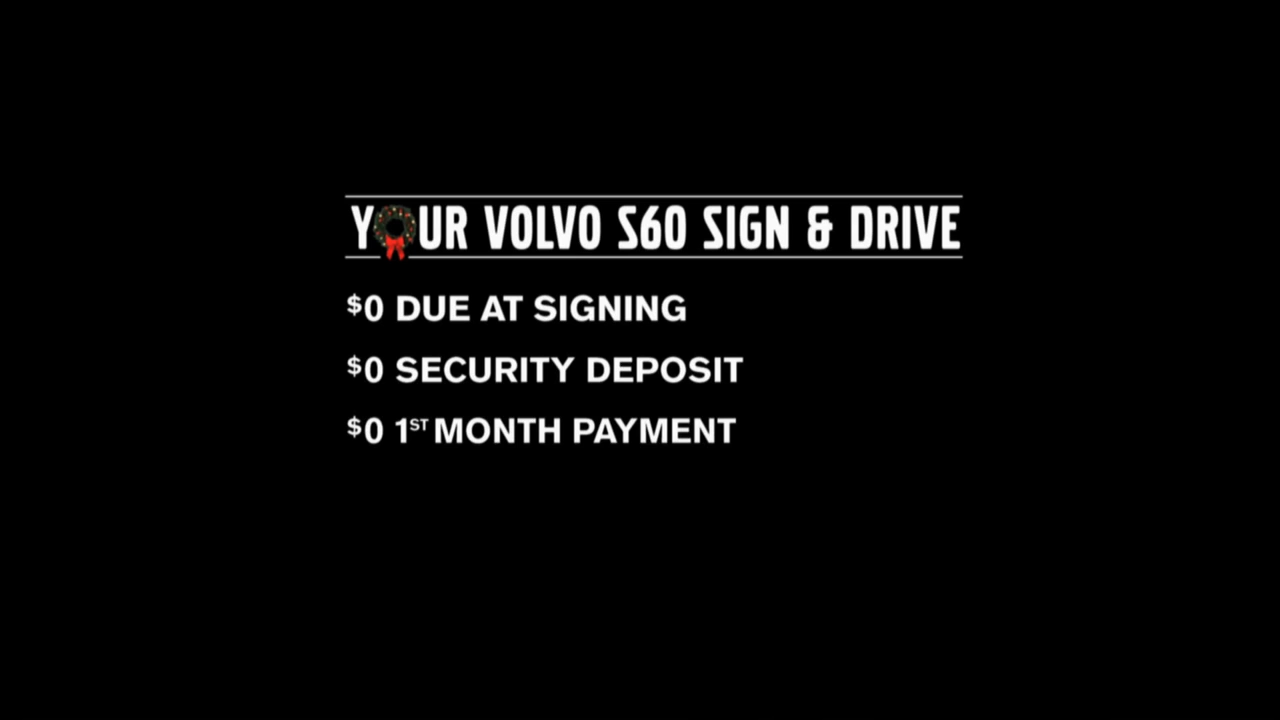 YOUR VOLVO S60 SIGN & DRIVE
$0 DUE AT SIGNING
$0 SECURITY DEPOSIT
$0 1ST MONTH PAYMENT